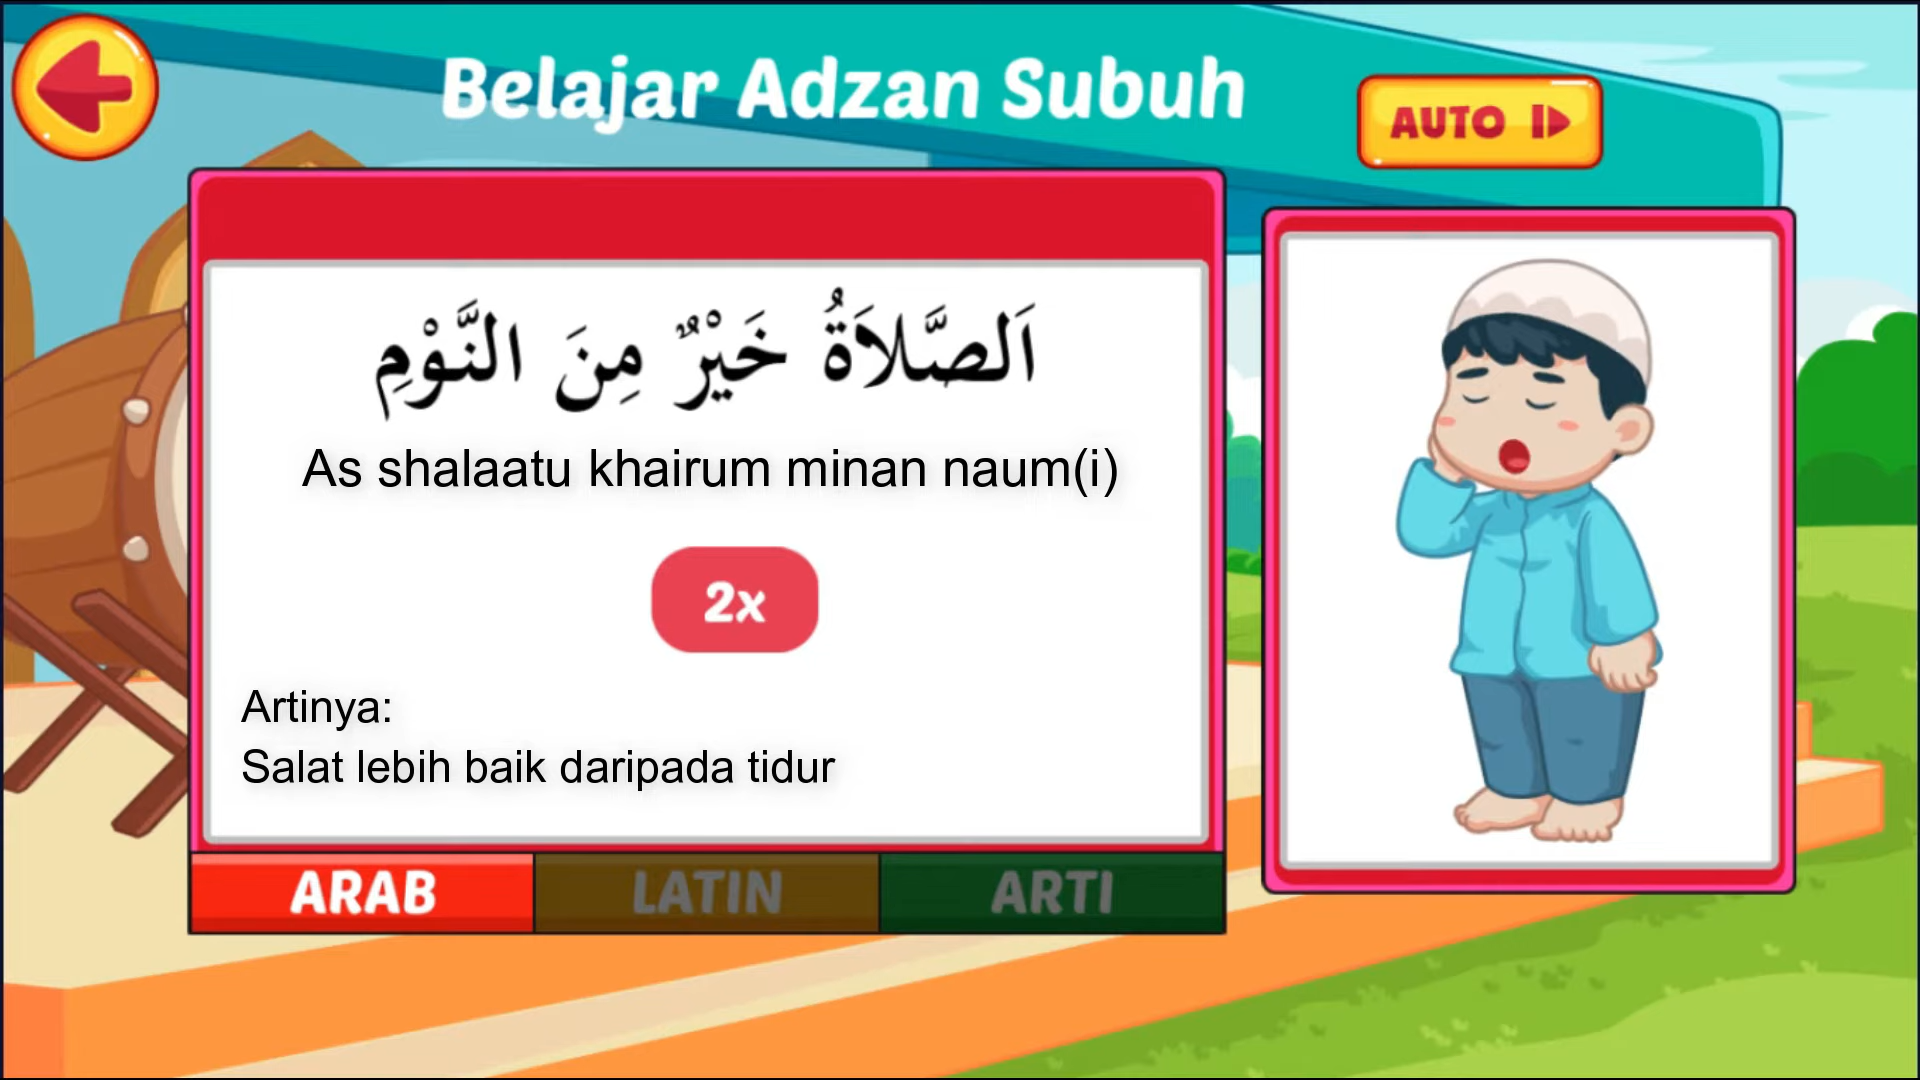 Belajar Adzan Subuh
AUTO
اَلصَّلاَةُ خَيْرٌ مِنَ النَّوْمِ
As shalaatu khairum minan naum(i)
2x
Artinya:
Salat lebih baik daripada tidur
ARAB
LATIN
ARTI